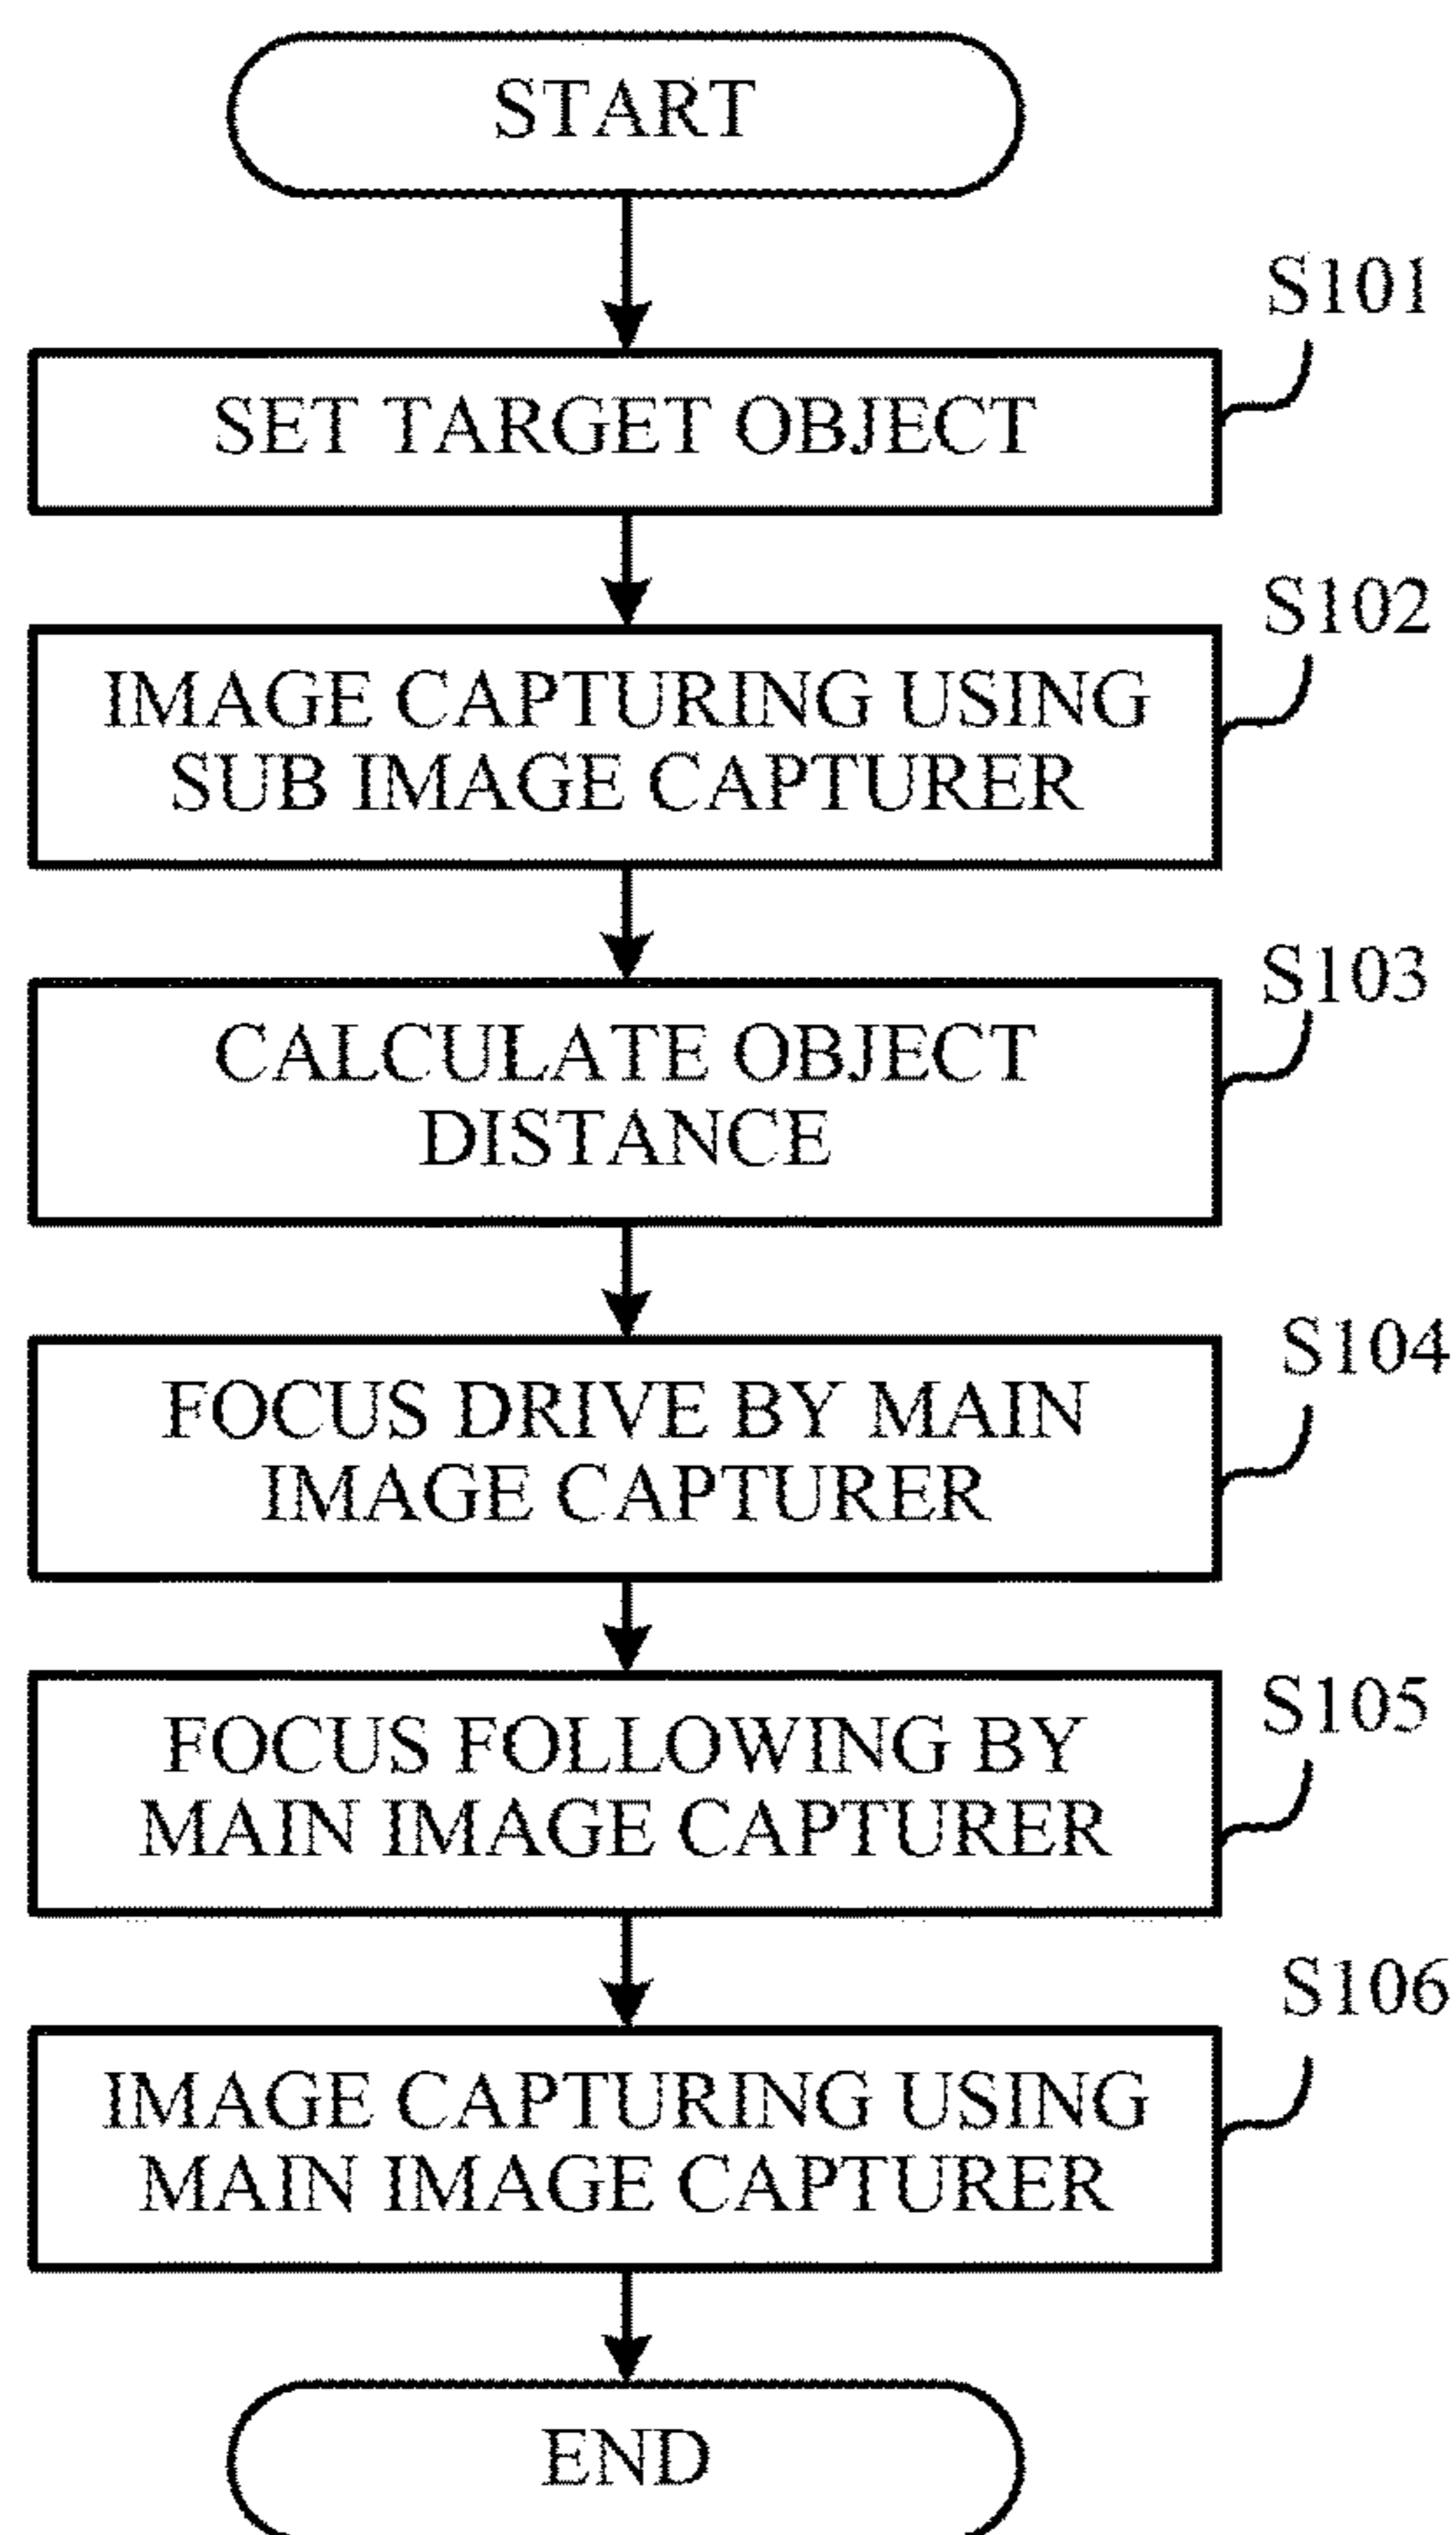 START
S101
SET TARGET OBJECT
S102
IMAGE CAPTURING USING
SUB IMAGE CAPTURER
S103
CALCULATE OBJECT
DISTANCE
S104
FOCUS DRIVE BY MAIN
IMAGE CAPTURER
S105
FOCUS FOLLOWING BY
MAIN IMAGE CAPTURER
S106
IMAGE CAPTURING USING
MAIN IMAGE CAPTURER
END